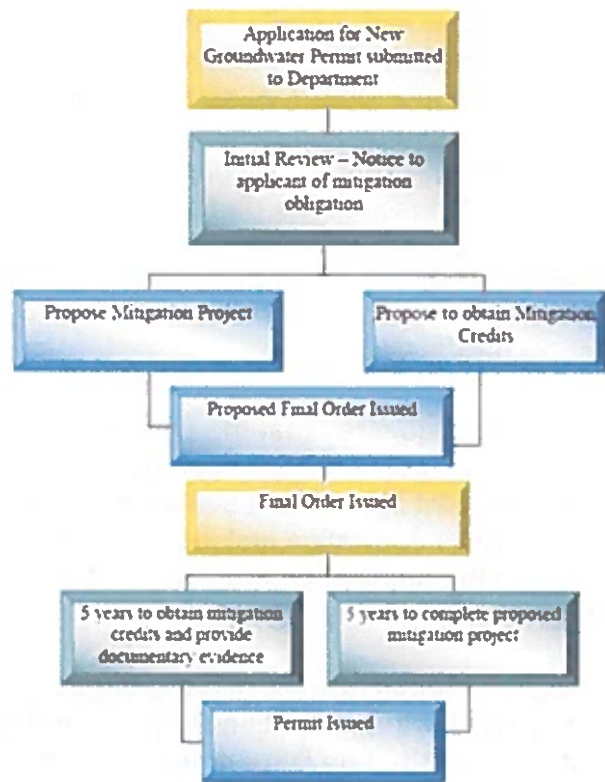 Application for New
Groundwater Permit submitted
to Department
Initial Review – Notice to
applicant of mitigation
obligation
Propose Mitigation Project
Propose to obtain Mitigation
Credits
Proposed Final Order Issued
Final Order Issued
5 years to obtain mitigation
credits and provide
documentary evidence
5 years to complete proposed
mitigation project
Permit Issued